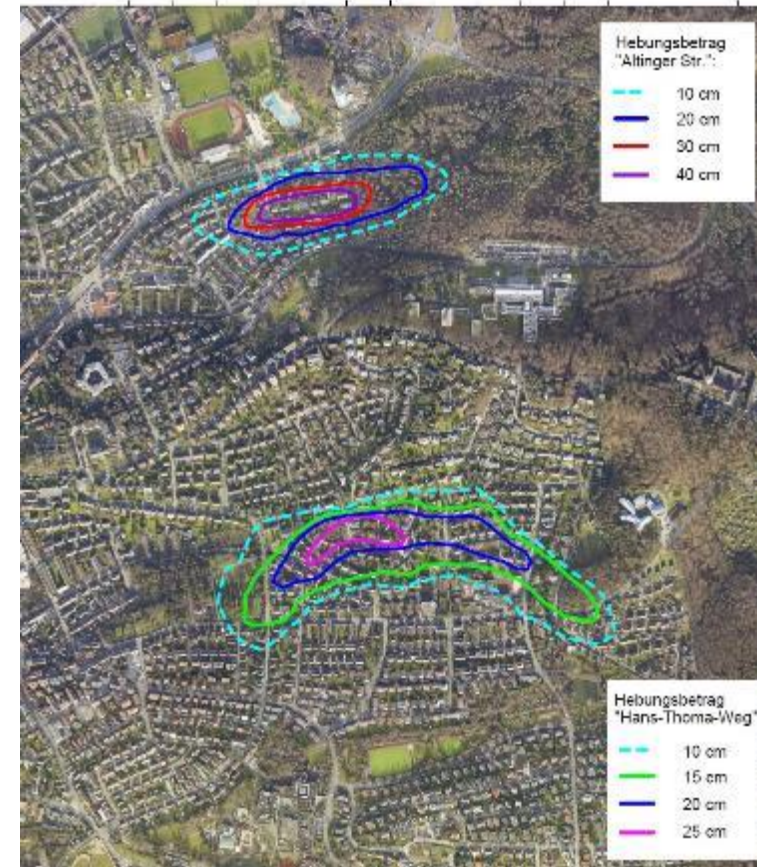 Hebungsbetrag
"Altinger Str.":
10 cm
20 cm
30 cm
40 cm
Hebungsbetrag
"Hans-Thoma-Weg"
10 cm
15 cm
20 cm
25 cm